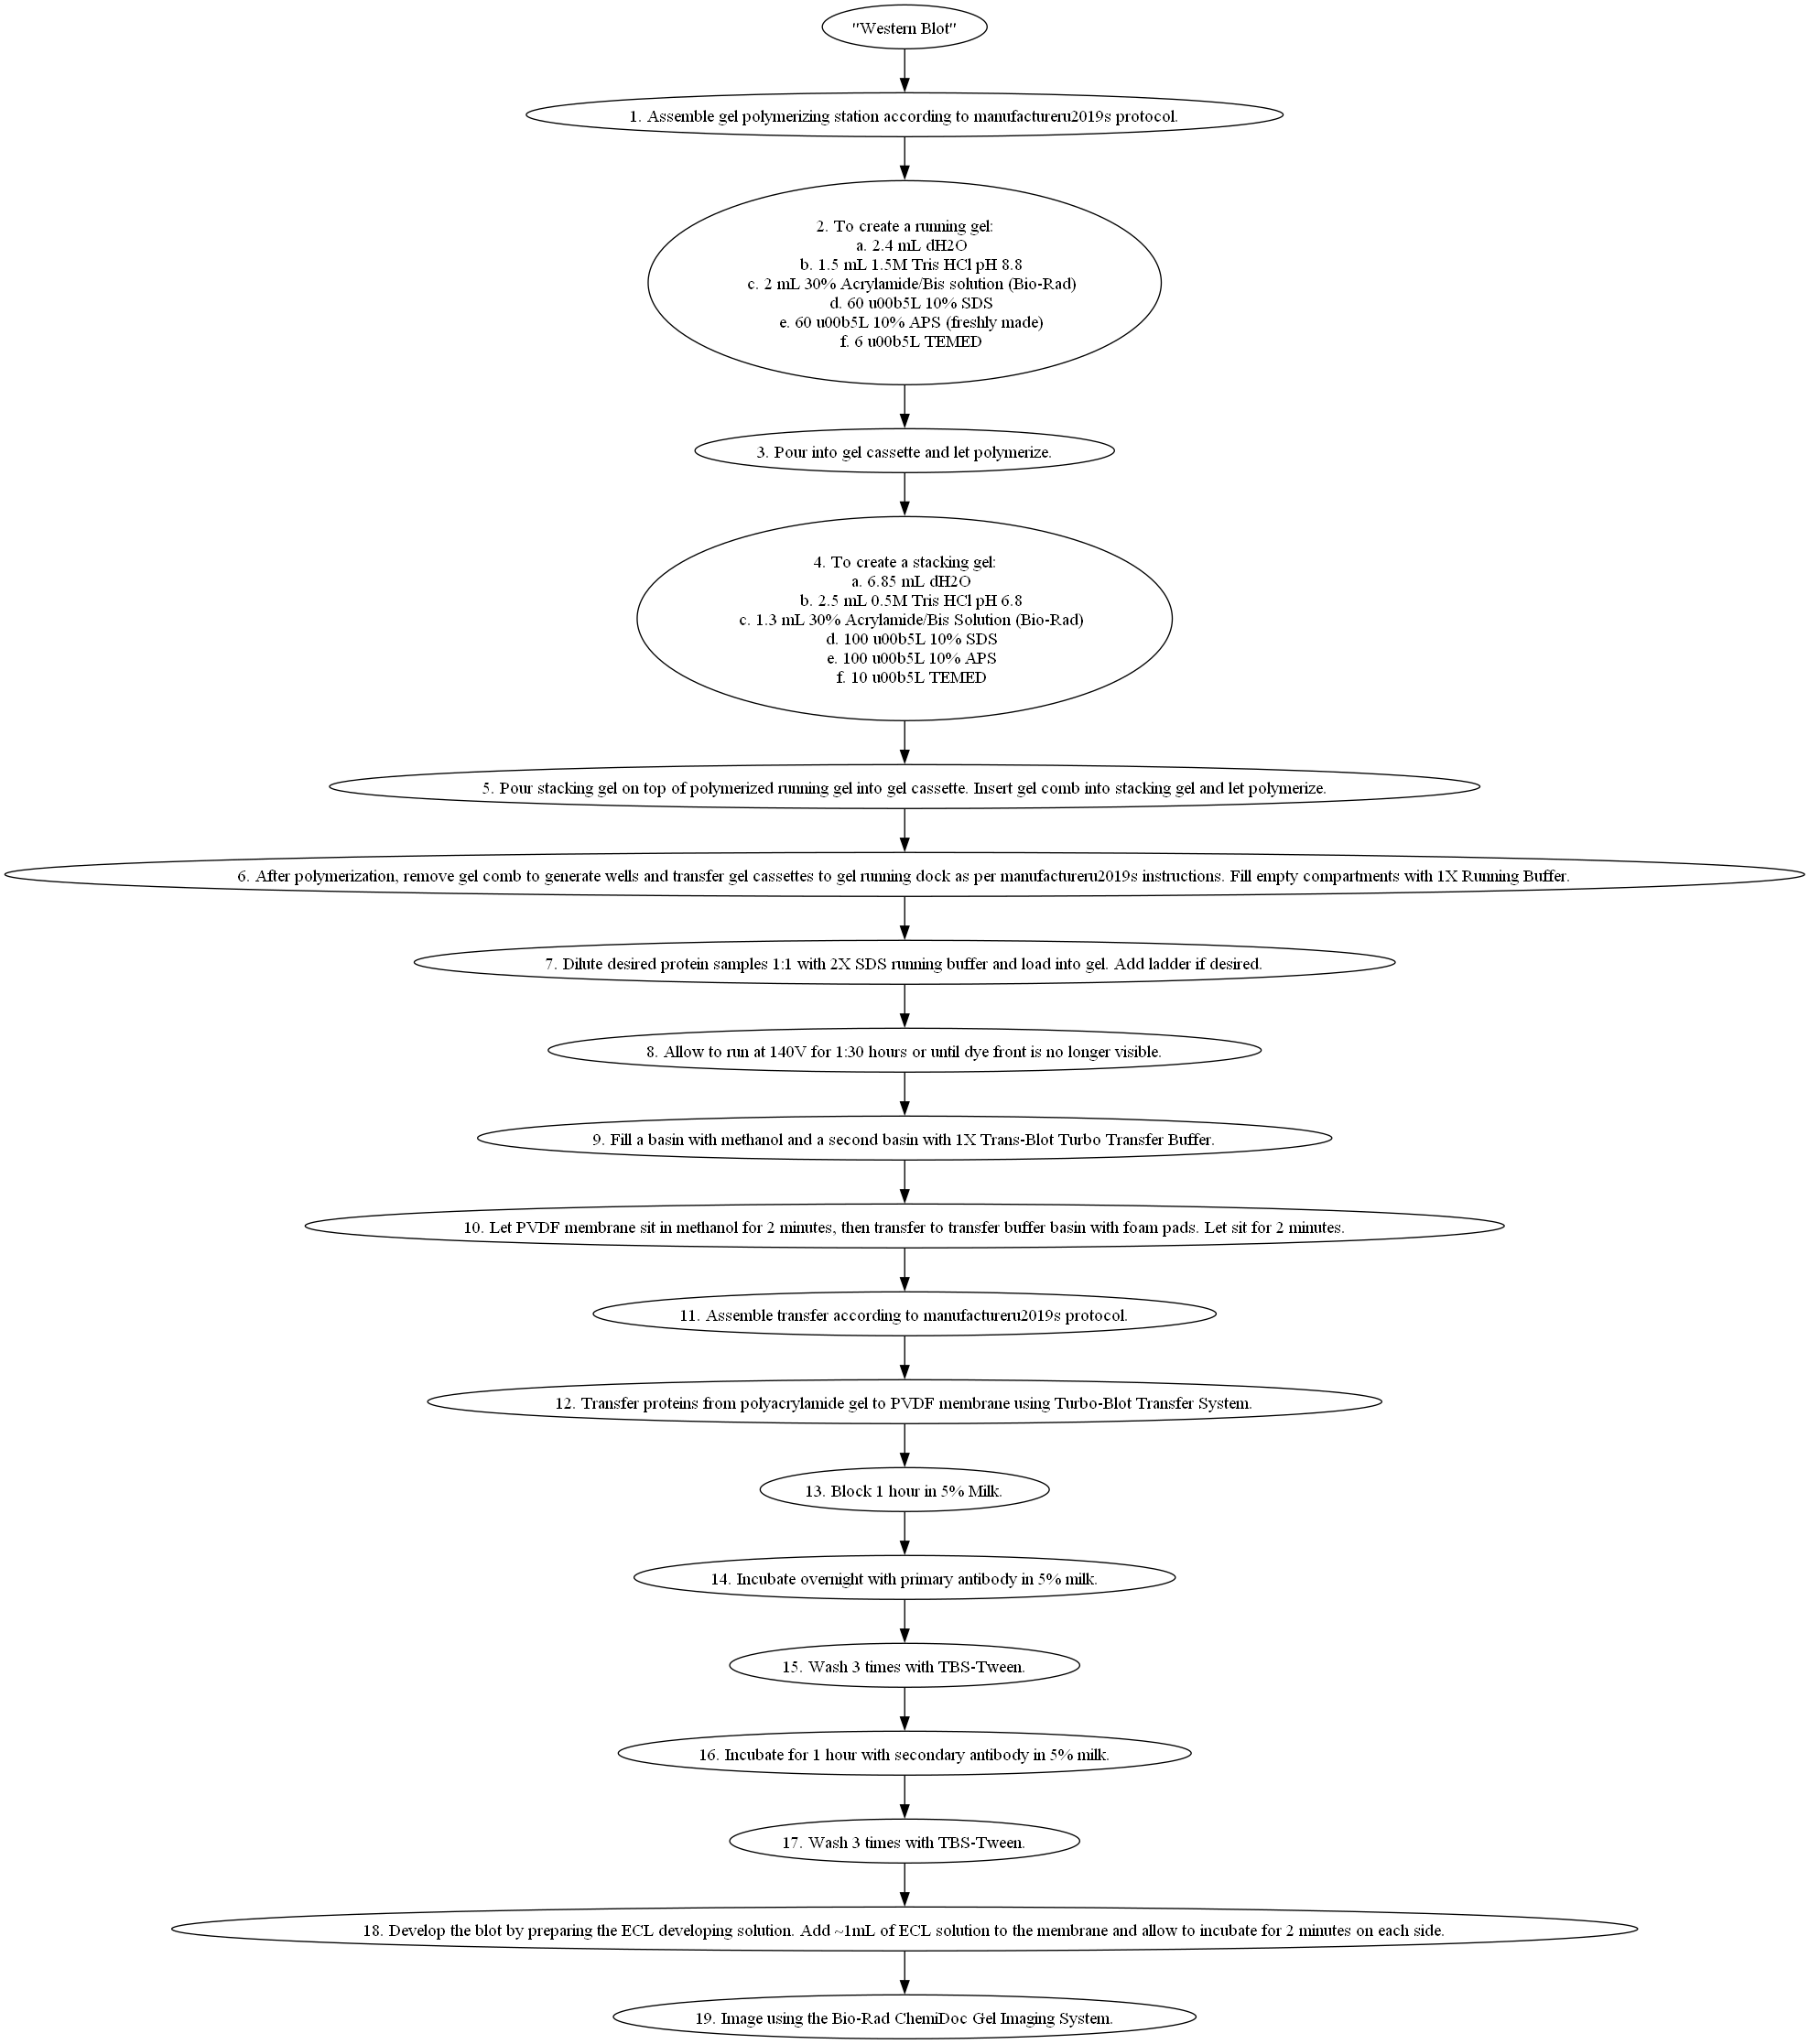 "Western Blot"
1. Assemble gel polymerizing station according to manufactureru2019s protocol.
2. To create a running gel:
a. 2.4 mL dH2O
b. 1.5 mL 1.5M Tris HCl pH 8.8
c. 2 mL 30% Acrylamide/Bis solution (Bio-Rad)
d. 60 u00b5L 10% SDS
e. 60 u00b5L 10% APS (freshly made)
f. 6 u00b5L TEMED
3. Pour into gel cassette and let polymerize.
4. To create a stacking gel:
a. 6.85 mL dH2O
b. 2.5 mL 0.5M Tris HCl pH 6.8
c. 1.3 mL 30% Acrylamide/Bis Solution (Bio-Rad)
d. 100 u00b5L 10% SDS
e. 100 u00b5L 10% APS
f. 10 u00b5L TEMED
5. Pour stacking gel on top of polymerized running gel into gel cassette. Insert gel comb into stacking gel and let polymerize.
6. After polymerization, remove gel comb to generate wells and transfer gel cassettes to gel running dock as per manufactureru2019s instructions. Fill empty compartments with 1X Running Buffer.
7. Dilute desired protein samples 1:1 with 2X SDS running buffer and load into gel. Add ladder if desired.
8. Allow to run at 140V for 1:30 hours or until dye front is no longer visible.
9. Fill a basin with methanol and a second basin with 1X Trans-Blot Turbo Transfer Buffer.
10. Let PVDF membrane sit in methanol for 2 minutes, then transfer to transfer buffer basin with foam pads. Let sit for 2 minutes.
11. Assemble transfer according to manufactureru2019s protocol.
12. Transfer proteins from polyacrylamide gel to PVDF membrane using Turbo-Blot Transfer System.
13. Block 1 hour in 5% Milk.
14. Incubate overnight with primary antibody in 5% milk.
15. Wash 3 times with TBS-Tween.
16. Incubate for 1 hour with secondary antibody in 5% milk.
17. Wash 3 times with TBS-Tween.
18. Develop the blot by preparing the ECL developing solution. Add ~1mL of ECL solution to the membrane and allow to incubate for 2 minutes on each side.
19. Image using the Bio-Rad ChemiDoc Gel Imaging System.